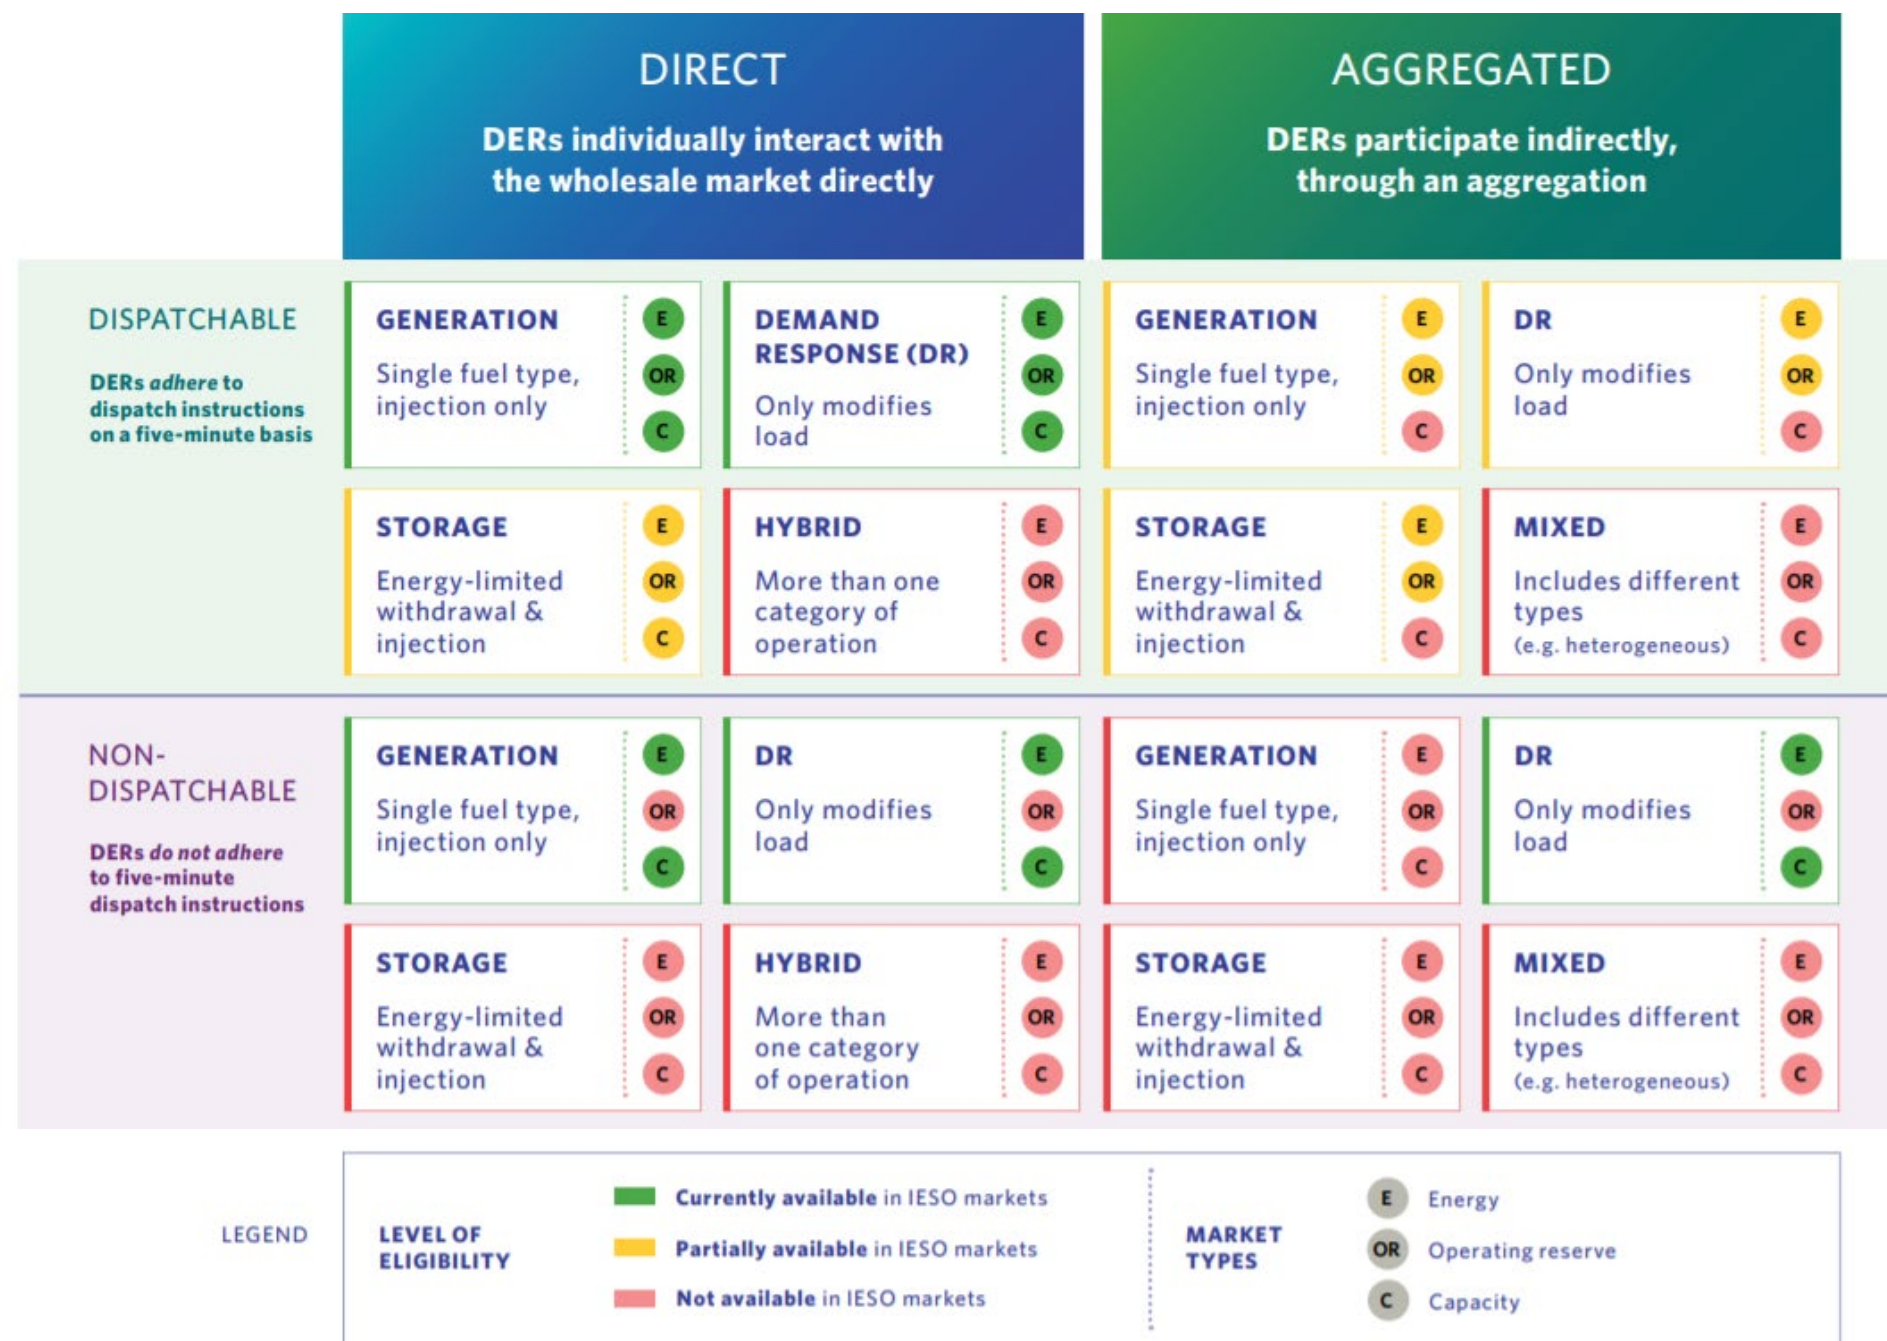 DIRECT
DERs individually interact with
the wholesale market directly
AGGREGATED
DERs participate indirectly,
through an aggregation
DISPATCHABLE
DERs adhere to
dispatch instructions
on a five-minute basis
GENERATION
Single fuel type,
injection only
E
OR
C
DEMAND
RESPONSE (DR)
Only modifies
load
E
OR
C
GENERATION
Single fuel type,
injection only
E
OR
C
DR
Only modifies
load
E
OR
C
STORAGE
Energy-limited
withdrawal &
injection
E
OR
C
HYBRID
More than one
category of
operation
E
OR
C
STORAGE
Energy-limited
withdrawal &
injection
E
OR
C
MIXED
Includes different
types
(e.g. heterogeneous)
E
OR
C
NON-
DISPATCHABLE
DERs do not adhere
to five-minute
dispatch instructions
GENERATION
Single fuel type,
injection only
E
OR
C
DR
Only modifies
load
E
OR
C
GENERATION
Single fuel type,
injection only
E
OR
C
DR
Only modifies
load
E
OR
C
STORAGE
Energy-limited
withdrawal &
injection
E
OR
C
HYBRID
More than
one category
of operation
E
OR
C
STORAGE
Energy-limited
withdrawal &
injection
E
OR
C
MIXED
Includes different
types
(e.g. heterogeneous)
E
OR
C
LEGEND
LEVEL OF
ELIGIBILITY
Currently available in IESO markets
Partially available in IESO markets
Not available in IESO markets
MARKET
TYPES
E Energy
OR Operating reserve
C Capacity